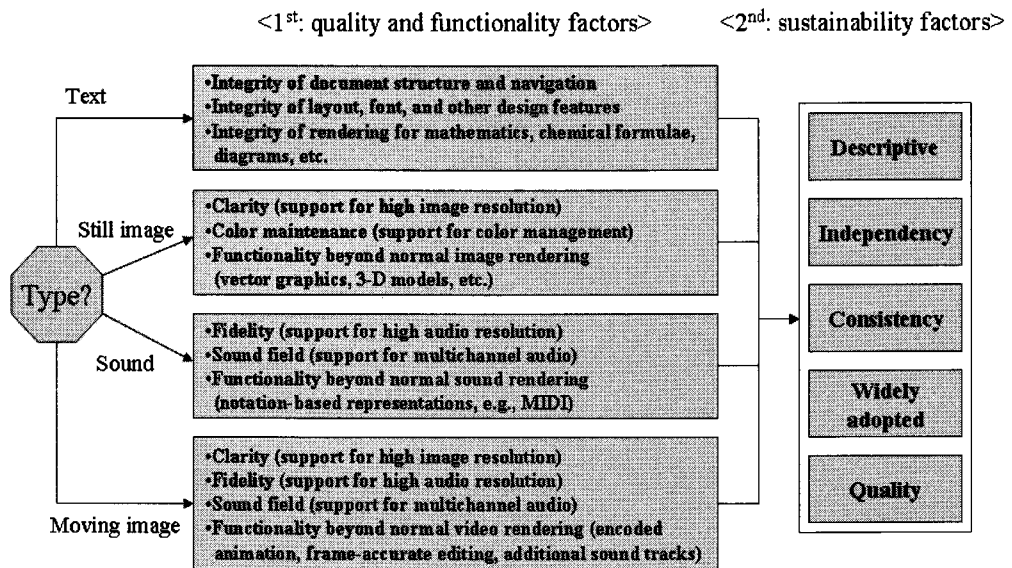 <1st: quality and functionality factors>
<2nd: sustainability factors>
Type?
Text
•Integrity of document structure and navigation
•Integrity of layout, font, and other design features
•Integrity of rendering for mathematics, chemical formulae,
diagrams, etc.
Still image
•Clarity (support for high image resolution)
•Color maintenance (support for color management)
•Functionality beyond normal image rendering
(vector graphics, 3-D models, etc.)
Sound
•Fidelity (support for high audio resolution)
•Sound field (support for multichannel audio)
•Functionality beyond normal sound rendering
(notation-based representations, e.g., MIDI)
Moving image
•Clarity (support for high image resolution)
•Fidelity (support for high audio resolution)
•Sound field (support for multichannel audio)
•Functionality beyond normal video rendering (encoded
animation, frame-accurate editing, additional sound tracks)
Descriptive
Independency
Consistency
Widely
adopted
Quality